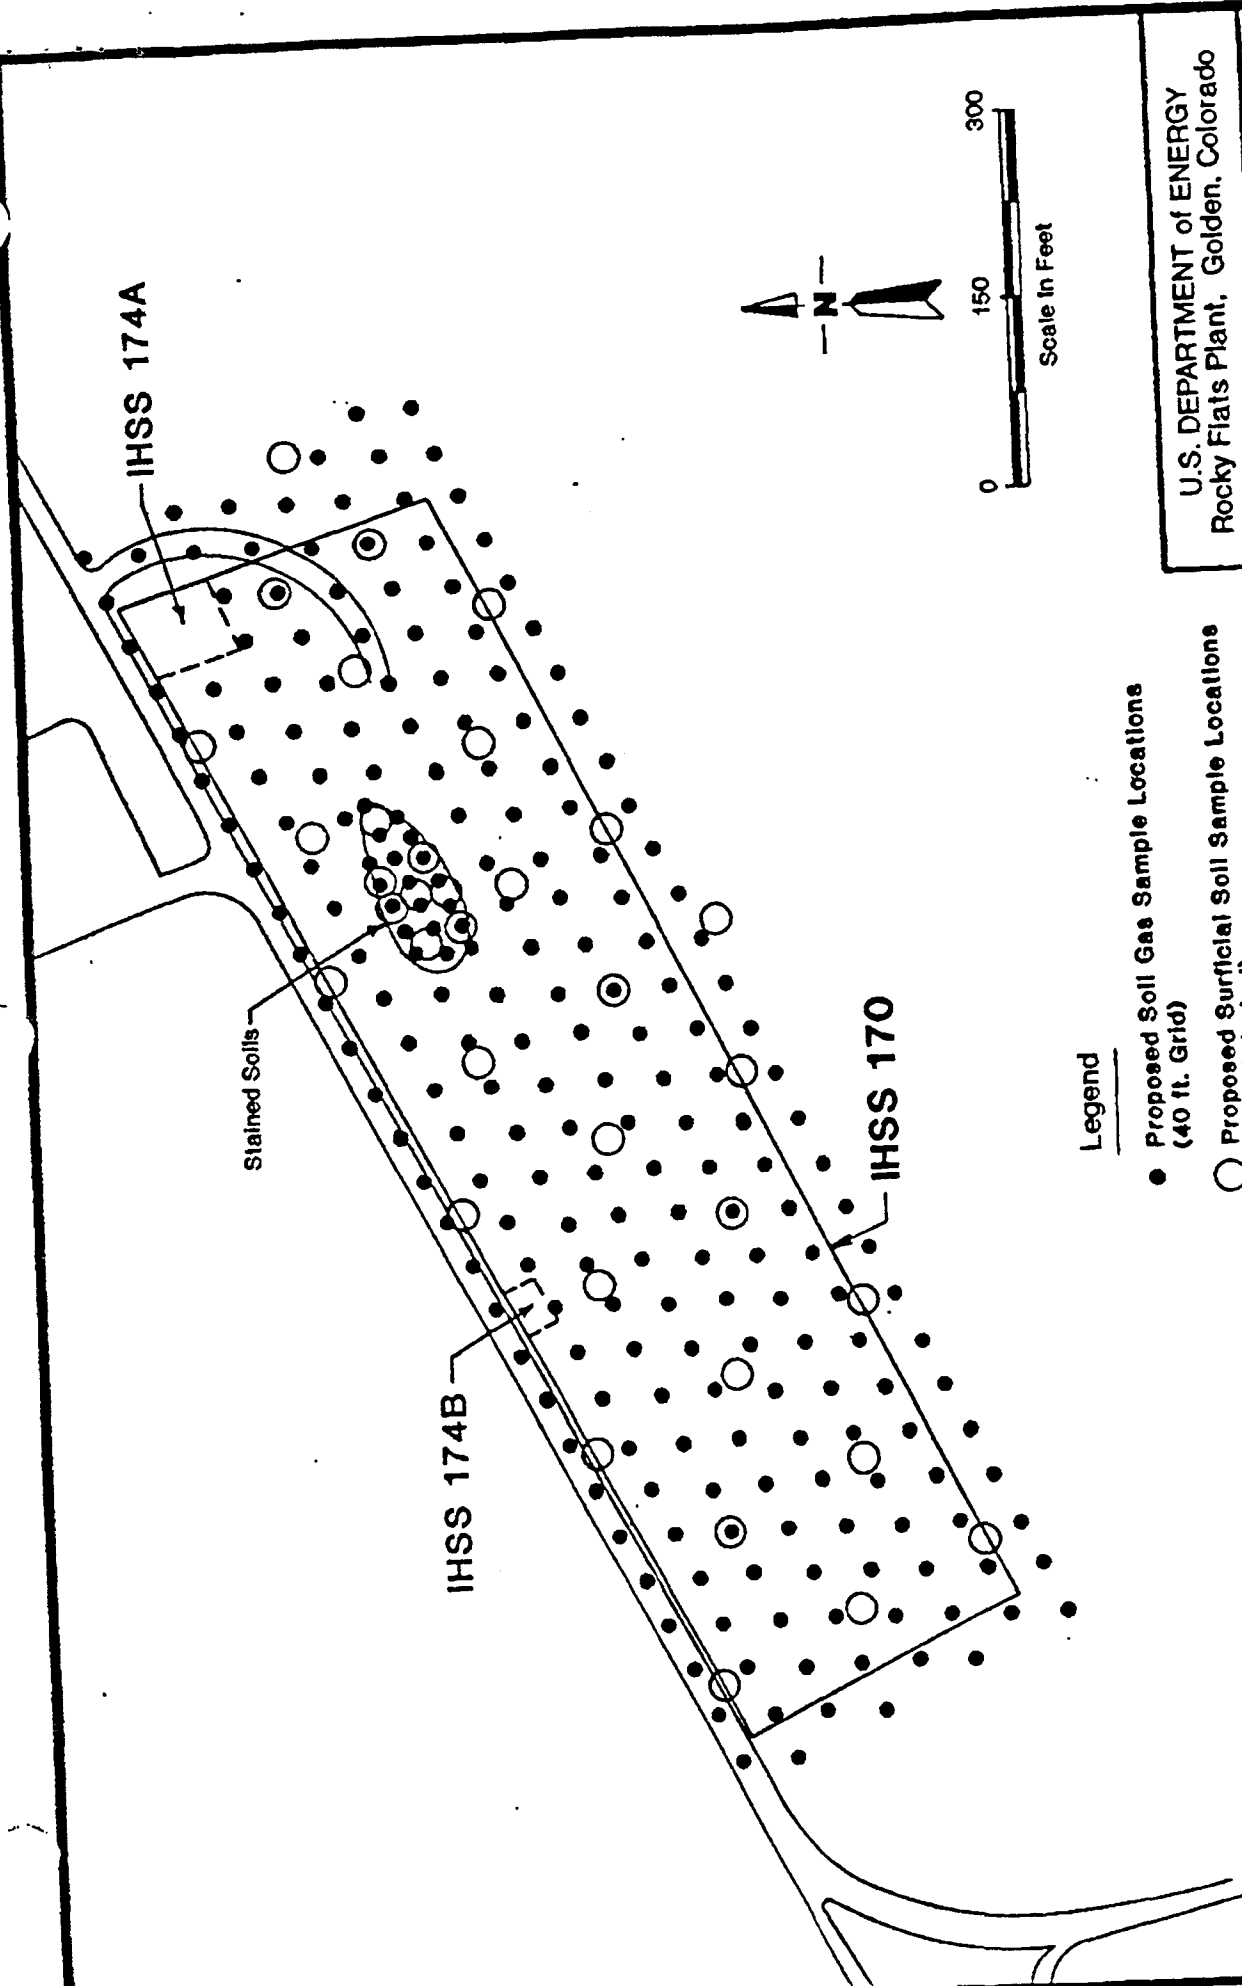 IHSS 174A
Stained Soils
IHSS 174B
IHSS 170
N
0 150 300
Scale In Feet
Legend
Proposed Soil Gas Sample Locations
(40 ft. Grid)
Proposed Surficial Soil Sample Locations
U.S. DEPARTMENT of ENERGY
Rocky Flats Plant, Golden, Colorado